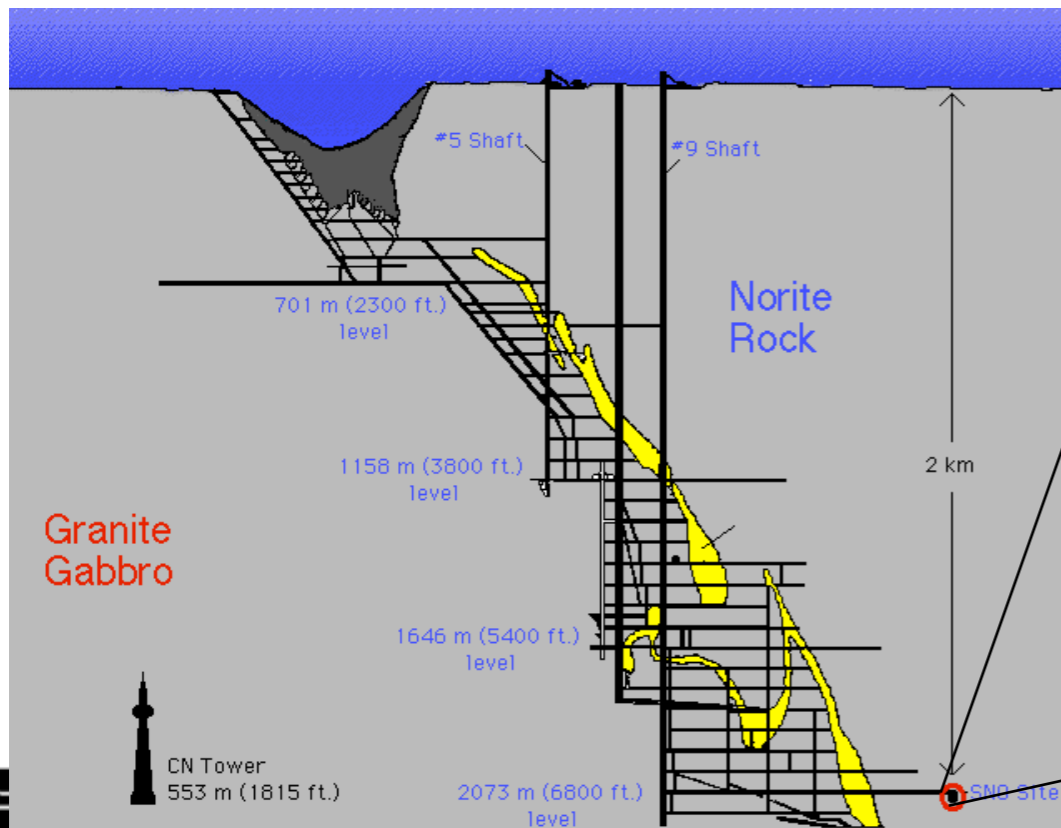 #5 Shaft
#9 Shaft
701 m (2300 ft.)
level
Norite
Rock
1158 m (3800 ft.)
level
2 km
Granite
Gabbro
1646 m (5400 ft.)
level
CN Tower
553 m (1815 ft.)
2073 m (6800 ft.)
level
SNO Site